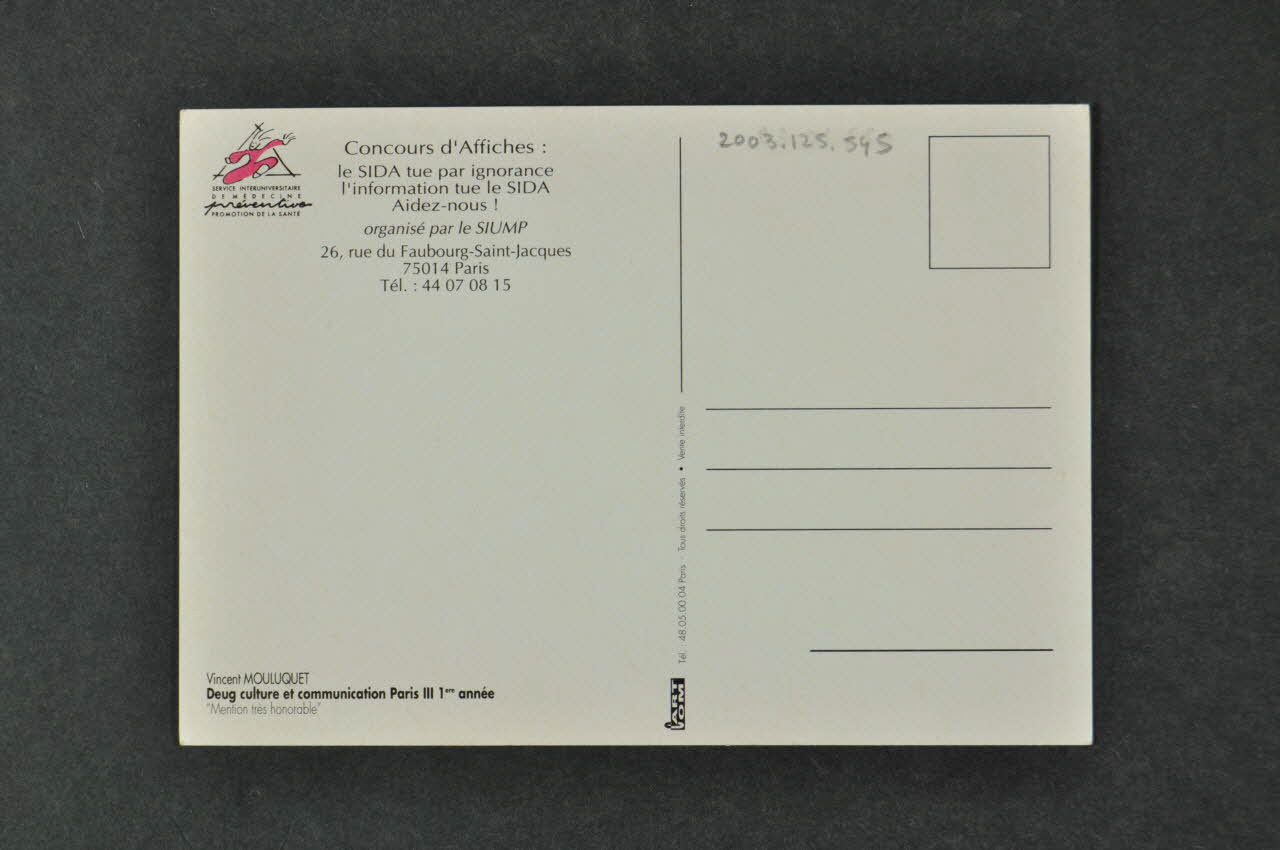 26
SERVICE INTERUNIVERSITAIRE
DE MÉDECINE
préventive
PROMOTION DE LA SANTÉ
Concours d'Affiches :
le SIDA tue par ignorance
l'information tue le SIDA
Aidez-nous !
organisé par le SIUMP
26, rue du Faubourg-Saint-Jacques
75014 Paris
Tél. : 44 07 08 15
Vincent MOULUQUET
Deug culture et communication Paris III 1ère année
"Mention très honorable"
2003.125.545
Tél. : 48.05.00.04 Paris - Tous droits réservés • Vente interdite
ART